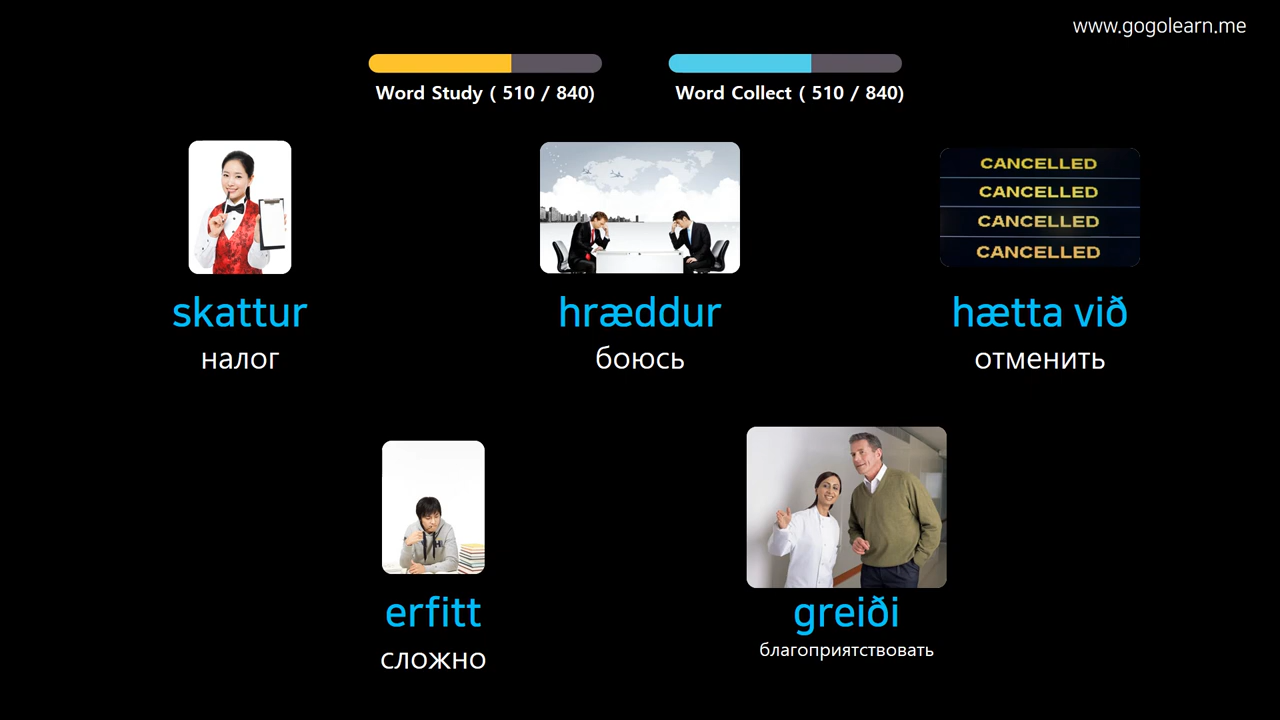 www.gogolearn.me
Word Study ( 510 / 840)
Word Collect ( 510 / 840)
CANCELLED
CANCELLED
CANCELLED
CANCELLED
skattur
налог
hræddur
боюсь
hætta við
отменить
erfitt
сложно
greiði
благоприятствовать